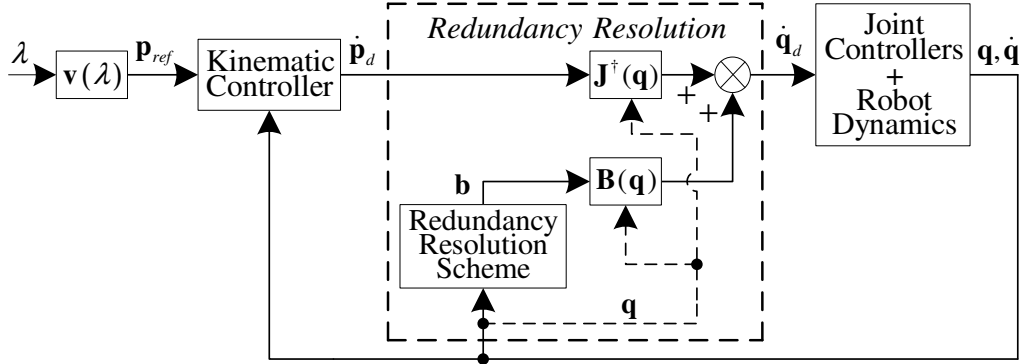 λ
v(λ)
p_ref
Kinematic
Controller
ṗ_d
Redundancy Resolution
J†(q)
+
+
q̇_d
Joint
Controllers
+
Robot
Dynamics
q, q̇
b
B(q)
Redundancy
Resolution
Scheme
q